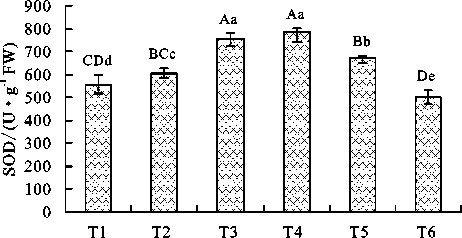 900
800
700
600
500
400
300
200
100
0
SOD/(U·g⁻¹FW)
CDd
BCc
Aa
Aa
Bb
De
T1 T2 T3 T4 T5 T6